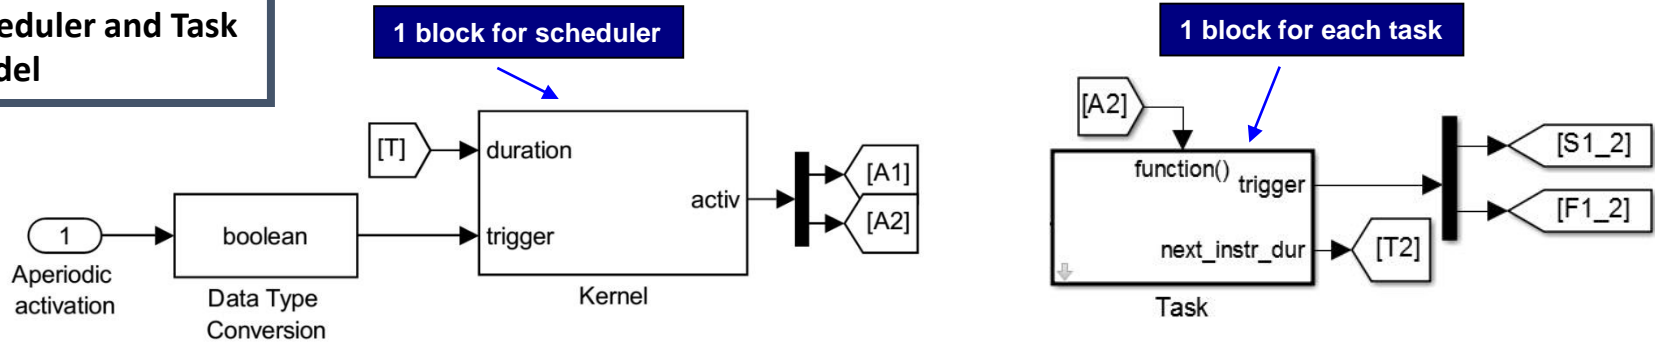 eduler and Task
del
1 block for scheduler
1 block for each task
[T]
duration
trigger
activ
[A1]
[A2]
1
Aperiodic
activation
boolean
Data Type
Conversion
Kernel
[A2]
function()
trigger
next_instr_dur
[S1_2]
[F1_2]
[T2]
Task